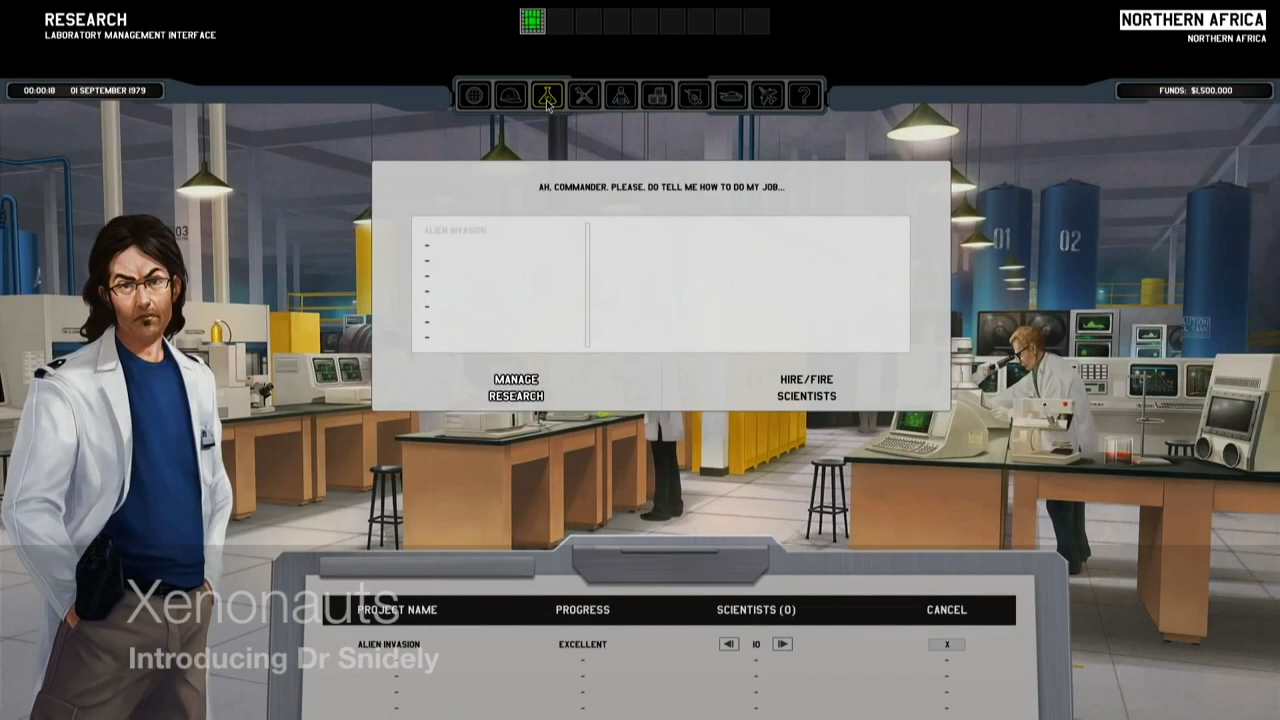 RESEARCH
LABORATORY MANAGEMENT INTERFACE
NORTHERN AFRICA
NORTHERN AFRICA
00:00:18 01 SEPTEMBER 1979
?
FUNDS: $1,500,000
AH, COMMANDER. PLEASE, DO TELL ME HOW TO DO MY JOB...
ALIEN INVASION
-
-
-
-
-
-
-
MANAGE
RESEARCH
HIRE/FIRE
SCIENTISTS
03
01
02
Xenonauts
Introducing Dr Snidely
PROJECT NAME PROGRESS SCIENTISTS (0) CANCEL
ALIEN INVASION EXCELLENT 10 X
- - - -
- - - -
- - - -
- - - -